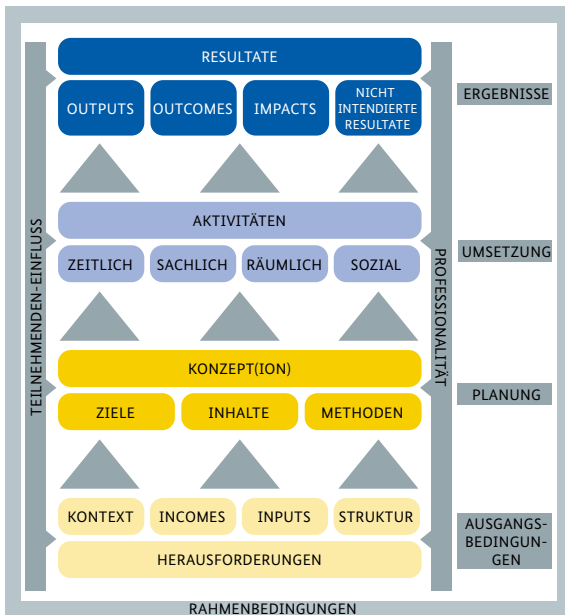 RESULTATE
OUTPUTS
OUTCOMES
IMPACTS
NICHT
INTENDIERTE
RESULTATE
ERGEBNISSE
TEILNEHMENDEN-EINFLUSS
PROFESSIONALITÄT
AKTIVITÄTEN
ZEITLICH
SACHLICH
RÄUMLICH
SOZIAL
UMSETZUNG
KONZEPT(ION)
ZIELE
INHALTE
METHODEN
PLANUNG
KONTEXT
INCOMES
INPUTS
STRUKTUR
HERAUSFORDERUNGEN
AUSGANGS-
BEDINGUN-
GEN
RAHMENBEDINGUNGEN